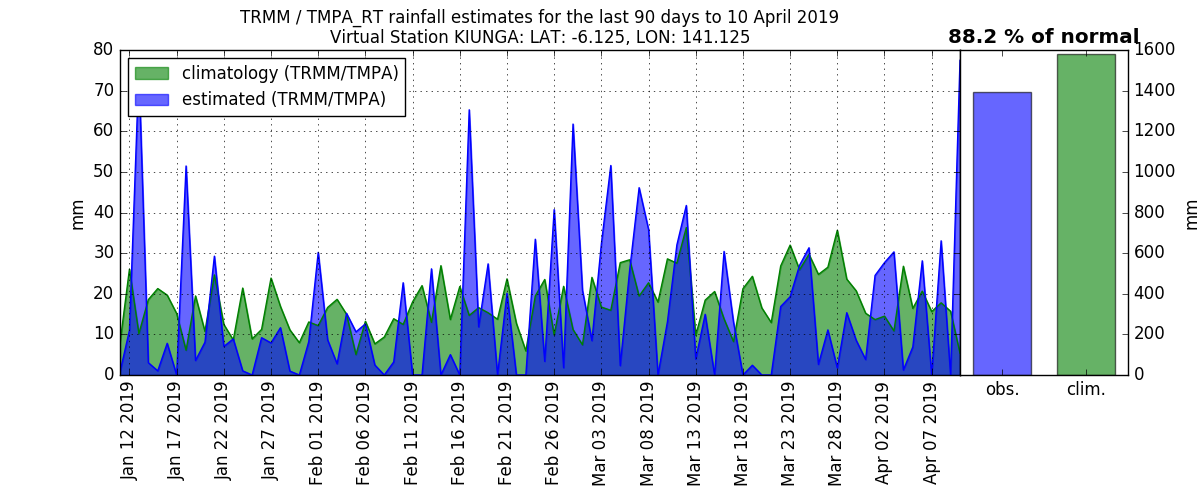 TRMM / TMPA_RT rainfall estimates for the last 90 days to 10 April 2019
Virtual Station KIUNGA: LAT: -6.125, LON: 141.125
88.2 % of normal
climatology (TRMM/TMPA)
estimated (TRMM/TMPA)
80
70
60
50
40
30
20
10
0
mm
1600
1400
1200
1000
800
600
400
200
0
mm
Jan 12 2019
Jan 17 2019
Jan 22 2019
Jan 27 2019
Feb 01 2019
Feb 06 2019
Feb 11 2019
Feb 16 2019
Feb 21 2019
Feb 26 2019
Mar 03 2019
Mar 08 2019
Mar 13 2019
Mar 18 2019
Mar 23 2019
Mar 28 2019
Apr 02 2019
Apr 07 2019
obs.
clim.